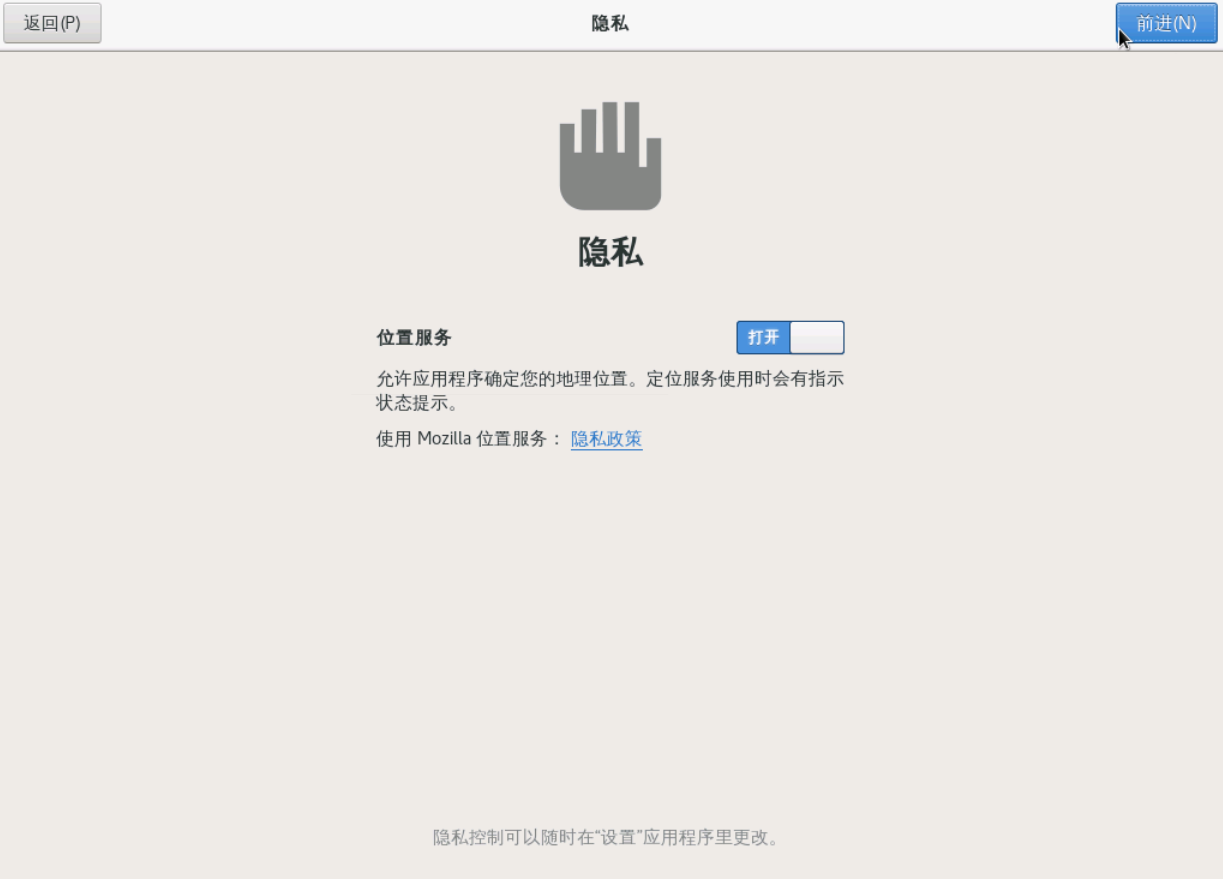 返回(P)
隐私
前进(N)
隐私
位置服务
打开
允许应用程序确定您的地理位置。定位服务使用时会有指示
状态提示。
使用 Mozilla 位置服务： 隐私政策
隐私控制可以随时在“设置”应用程序里更改。